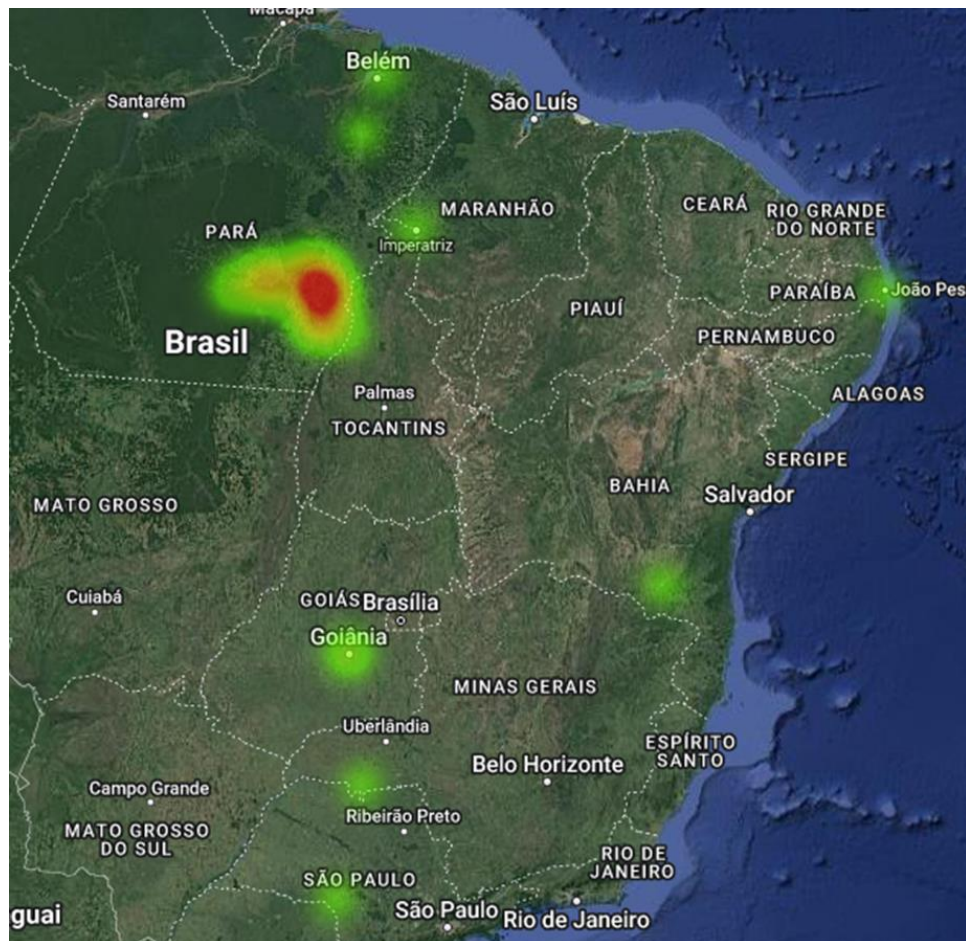 Macapá
Belém
Santarém
São Luís
MARANHÃO
CEARÁ
RIO GRANDE
DO NORTE
PARÁ
Imperatriz
PARAÍBA
João Pes
PIAUÍ
Brasil
PERNAMBUCO
Palmas
ALAGOAS
TOCANTINS
SERGIPE
BAHIA
Salvador
MATO GROSSO
Cuiabá
GOIÁS
Brasília
Goiânia
MINAS GERAIS
Uberlândia
ESPÍRITO
SANTO
Belo Horizonte
Campo Grande
Ribeirão Preto
MATO GROSSO
DO SUL
RIO DE
JANEIRO
SÃO PAULO
São Paulo
Rio de Janeiro
guai